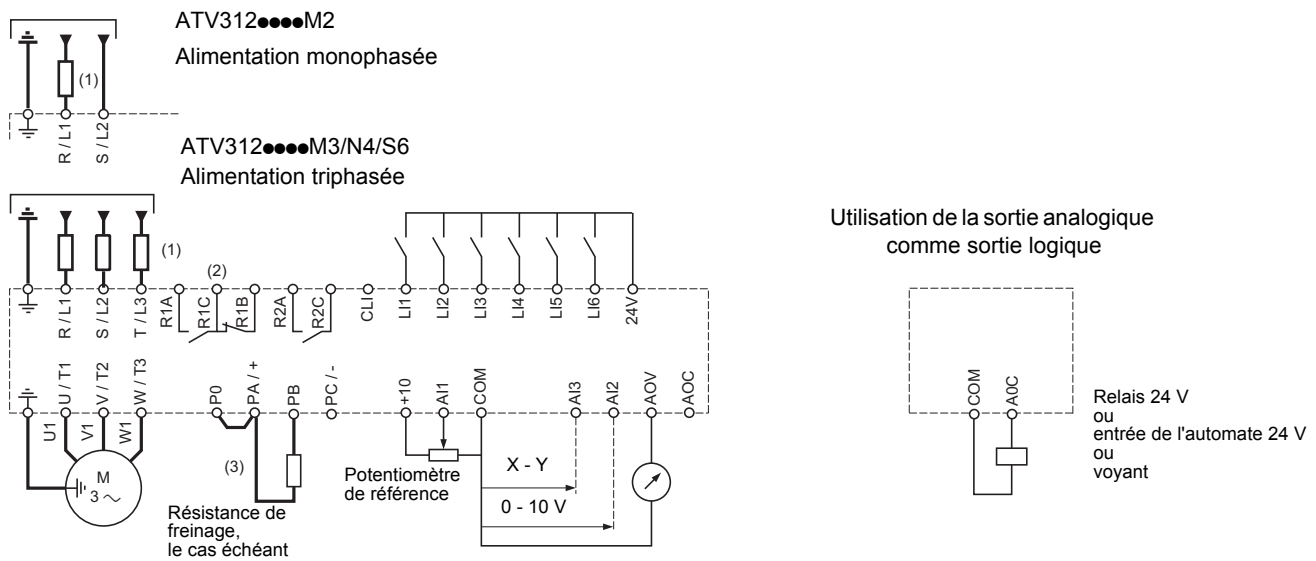 ATV312●●●●M2
Alimentation monophasée
(1)
R / L1
S / L2
ATV312●●●●M3/N4/S6
Alimentation triphasée
(1)
(2)
R / L1
S / L2
T / L3
R1A
R1C
R1B
R2A
R2C
CLI
LI1
LI2
LI3
LI4
LI5
LI6
24V
U / T1
V / T2
W / T3
P0
PA / +
PB
PC / -
+10
AI1
COM
AI3
AI2
AOV
AOC
U1
V1
W1
M
3 ~
(3)
Résistance de
freinage,
le cas échéant
Potentiomètre
de référence
X - Y
0 - 10 V
Utilisation de la sortie analogique
comme sortie logique
COM
A0C
Relais 24 V
ou
entrée de l'automate 24 V
ou
voyant